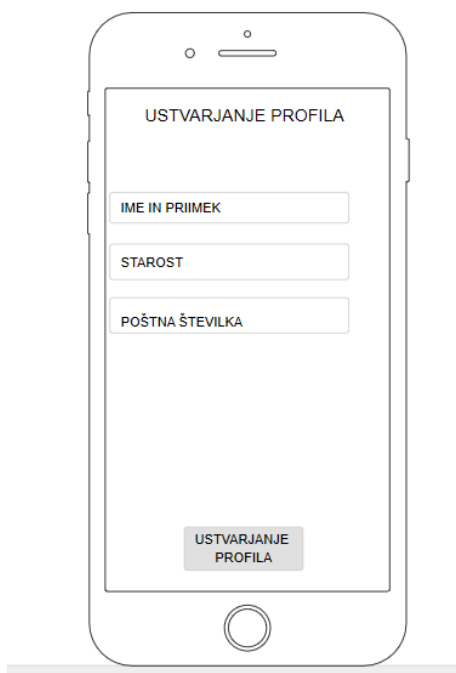 USTVARJANJE PROFILA
IME IN PRIIMEK
STAROST
POŠTNA ŠTEVILKA
USTVARJANJE
PROFILA